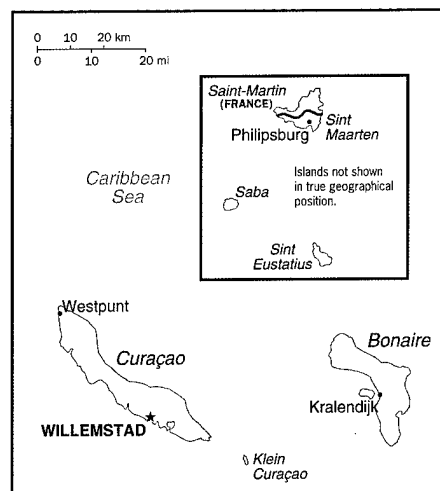 0 10 20 km
0 10 20 mi
Saint-Martin
(FRANCE)
Sint
Maarten
Philipsburg
Caribbean
Sea
Saba
Islands not shown
in true geographical
position.
Sint
Eustatius
Westpunt
Curaçao
Bonaire
Kralendijk
WILLEMSTAD
Klein
Curaçao